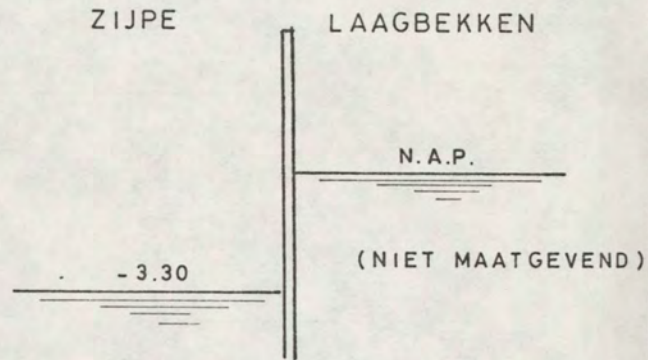 ZIJPE
LAAGBEKKEN
N.A.P.
(NIET MAATGEVEND)
-3.30